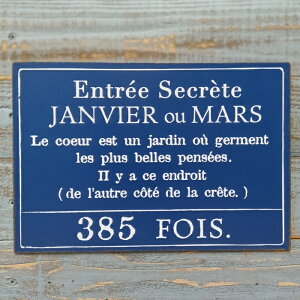 Entrée Secrète
JANVIER ou MARS
Le coeur est un jardin où germent
les plus belles pensées.
Il y a ce endroit
( de l'autre côté de la crête. )
385 FOIS.